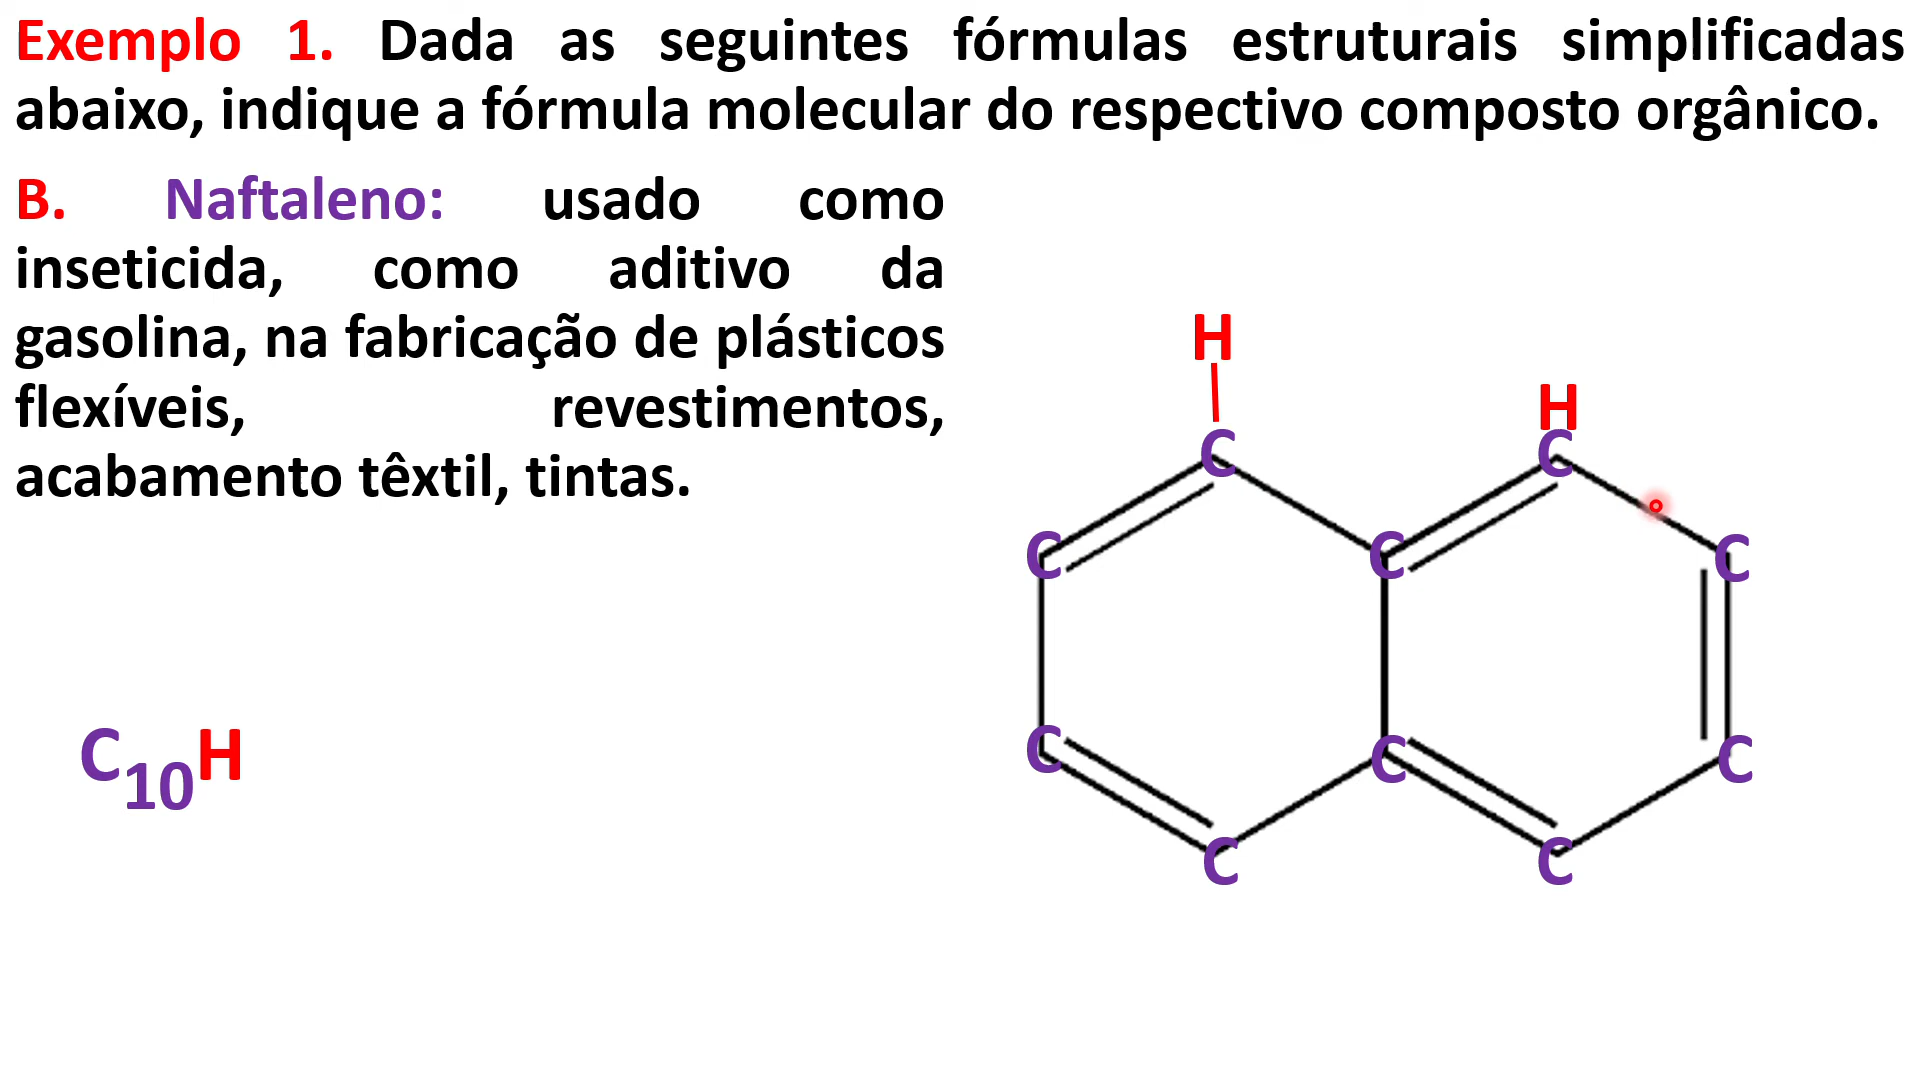 Exemplo 1. Dada as seguintes fórmulas estruturais simplificadas
abaixo, indique a fórmula molecular do respectivo composto orgânico.
B. Naftaleno: usado como
inseticida, como aditivo da
gasolina, na fabricação de plásticos
flexíveis, revestimentos,
acabamento têxtil, tintas.
H
H
C C
C C C
C C C
C C
C₁₀H